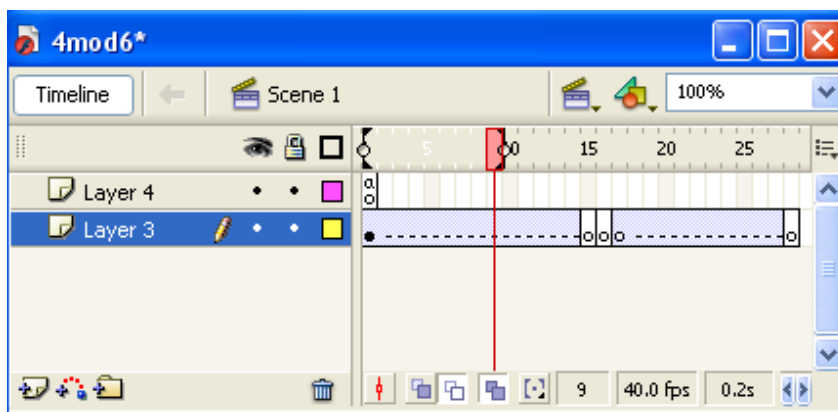 4mod6*
Timeline Scene 1 100%
5 10 15 20 25
Layer 4 a
Layer 3
9 40.0 fps 0.2s